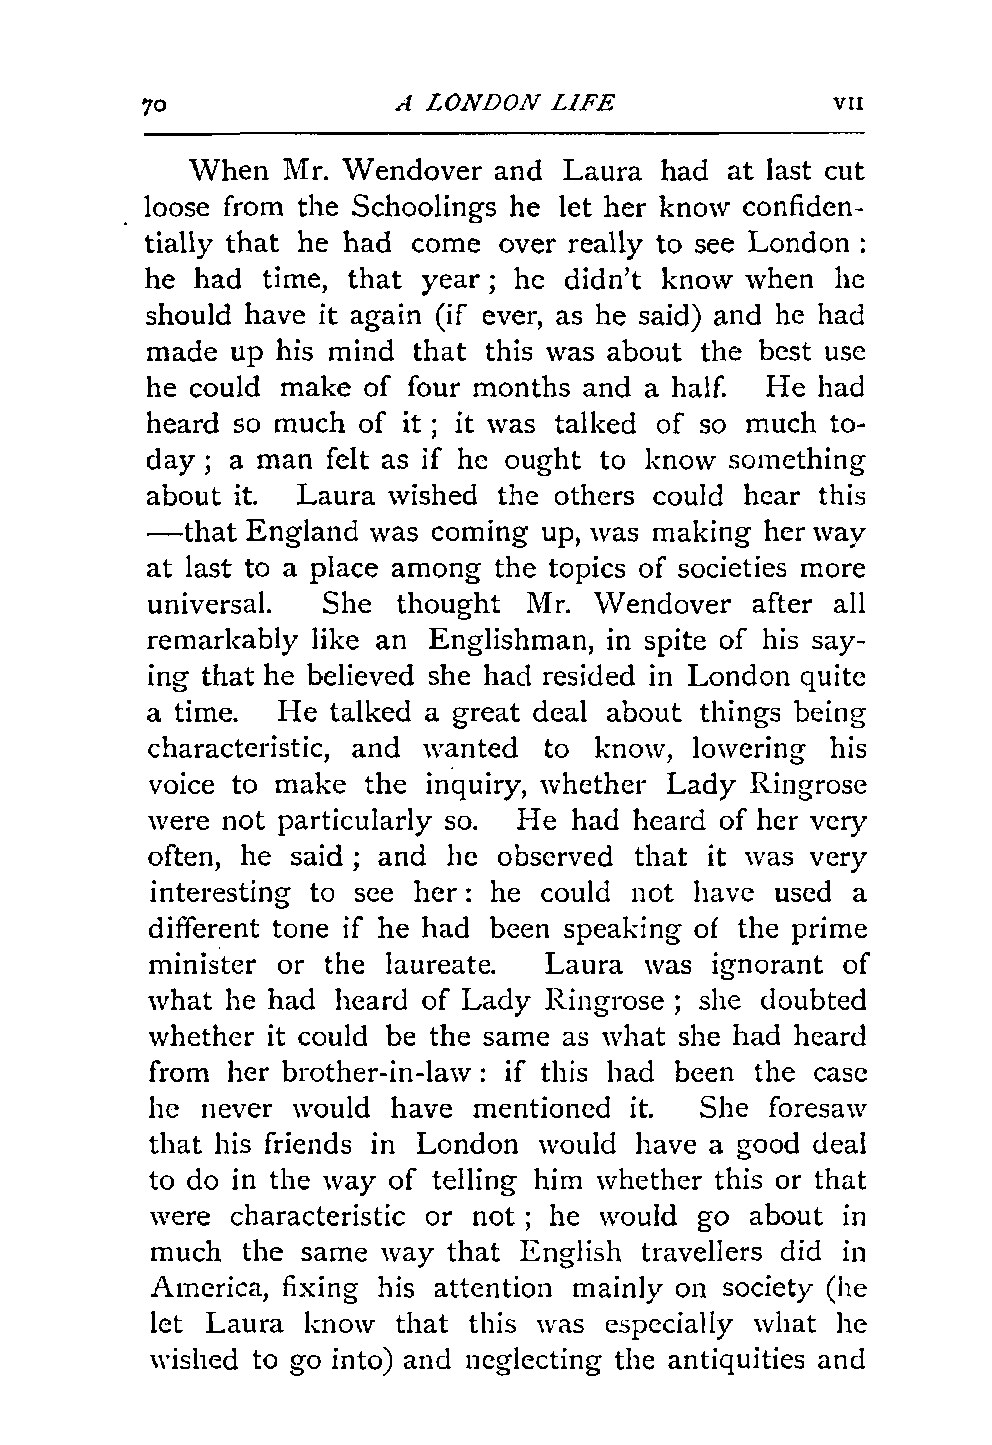 70 A LONDON LIFE VII
When Mr. Wendover and Laura had at last cut
loose from the Schoolings he let her know confiden-
tially that he had come over really to see London :
he had time, that year ; he didn't know when he
should have it again (if ever, as he said) and he had
made up his mind that this was about the best use
he could make of four months and a half. He had
heard so much of it ; it was talked of so much to-
day ; a man felt as if he ought to know something
about it. Laura wished the others could hear this
—that England was coming up, was making her way
at last to a place among the topics of societies more
universal. She thought Mr. Wendover after all
remarkably like an Englishman, in spite of his say-
ing that he believed she had resided in London quite
a time. He talked a great deal about things being
characteristic, and wanted to know, lowering his
voice to make the inquiry, whether Lady Ringrose
were not particularly so. He had heard of her very
often, he said ; and he observed that it was very
interesting to see her : he could not have used a
different tone if he had been speaking of the prime
minister or the laureate. Laura was ignorant of
what he had heard of Lady Ringrose ; she doubted
whether it could be the same as what she had heard
from her brother-in-law : if this had been the case
he never would have mentioned it. She foresaw
that his friends in London would have a good deal
to do in the way of telling him whether this or that
were characteristic or not ; he would go about in
much the same way that English travellers did in
America, fixing his attention mainly on society (he
let Laura know that this was especially what he
wished to go into) and neglecting the antiquities and